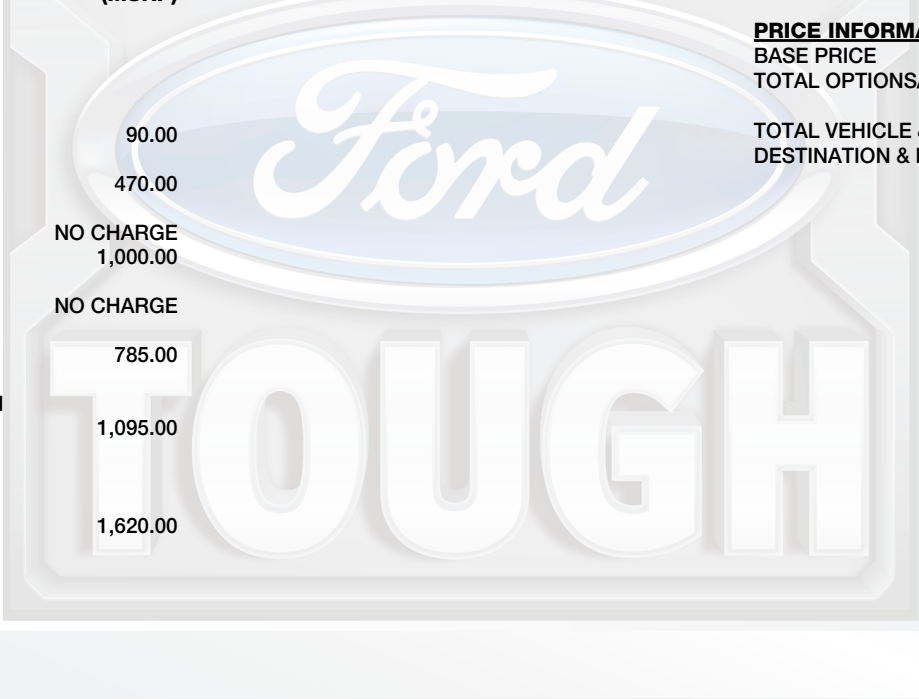 (MSRP)
90.00
470.00
NO CHARGE
1,000.00
NO CHARGE
785.00
1,095.00
1,620.00
PRICE INFORMA
BASE PRICE
TOTAL OPTIONS
TOTAL VEHICLE &
DESTINATION &
Ford
TOUGH